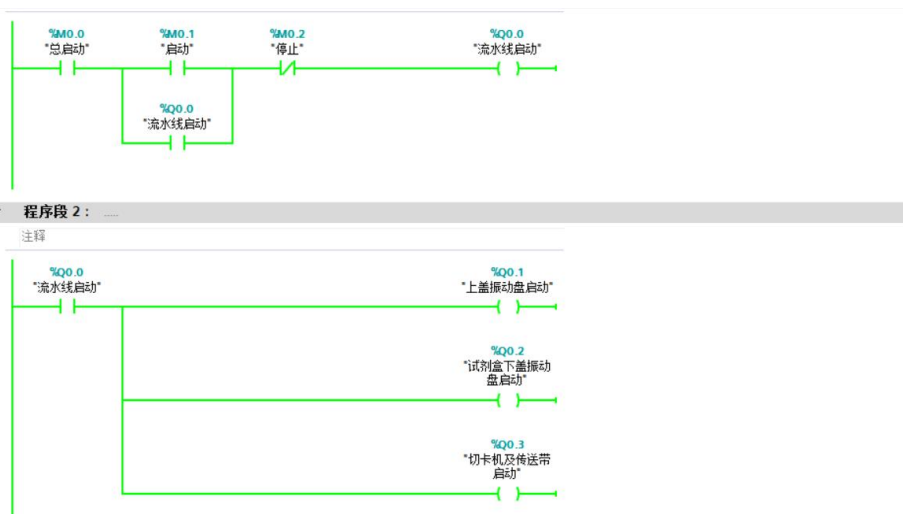 %M0.0 %M0.1 %M0.2 %Q0.0
"总启动" "启动" "停止" "流水线启动"
%Q0.0
"流水线启动"
程序段 2： .....
注释
%Q0.0 %Q0.1
"流水线启动" "上盖振动盘启动"
%Q0.2
"试剂盒下盖振动
盘启动"
%Q0.3
"切卡机及传送带
启动"